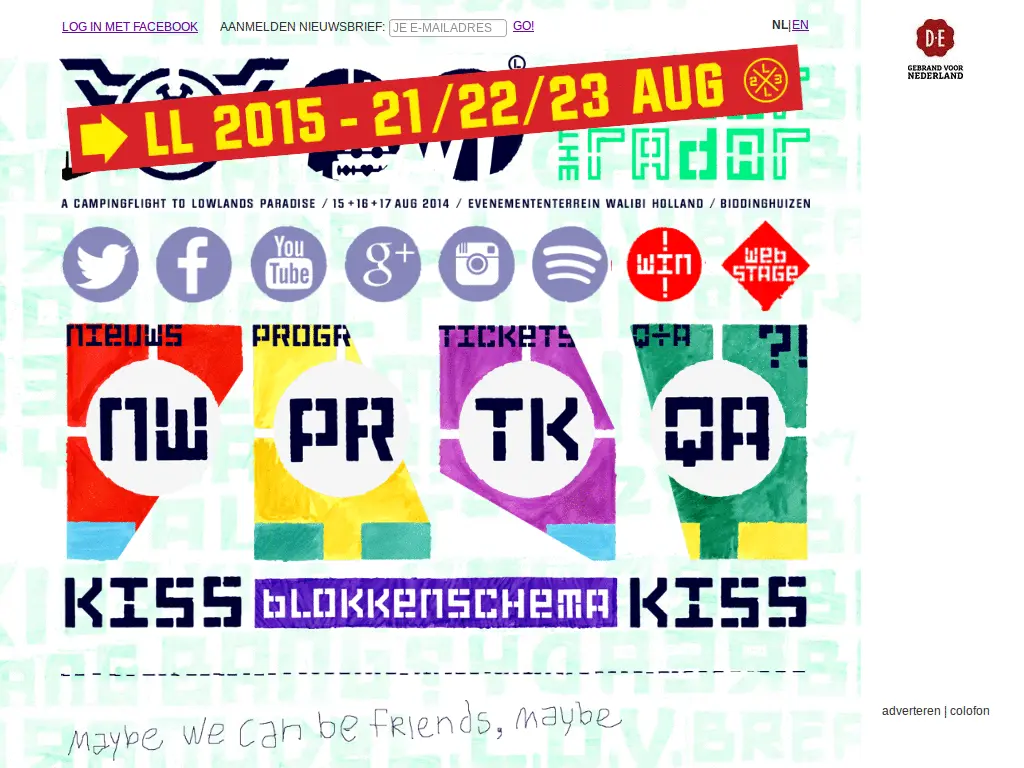 LOG IN MET FACEBOOK AANMELDEN NIEUWSBRIEF: JE E-MAILADRES GO! NL | EN
D·E
GEBRAND VOOR
NEDERLAND
LL 2015 - 21/22/23 AUG
THE radar
A CAMPINGFLIGHT TO LOWLANDS PARADISE / 15+16+17 AUG 2014 / EVENEMENTENTERREIN WALIBI HOLLAND / BIDDINGHUIZEN
You Tube g+ !WIN! web STAGE
NIEUWS PROGR TICKETS Q+A ?!
NW PR TK QA
KISS bLOKKENSCHEMA KISS
adverteren | colofon
maybe we can be friends, maybe